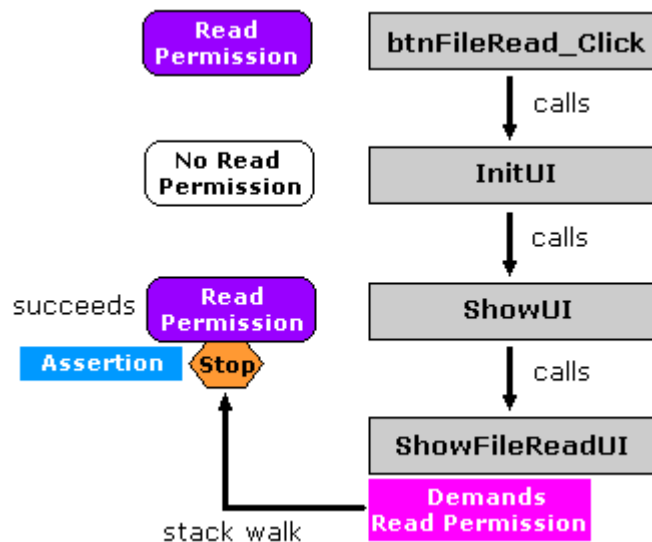 Read
Permission
btnFileRead_Click
calls
No Read
Permission
InitUI
calls
succeeds
Read
Permission
ShowUI
Assertion
Stop
calls
ShowFileReadUI
Demands
Read Permission
stack walk